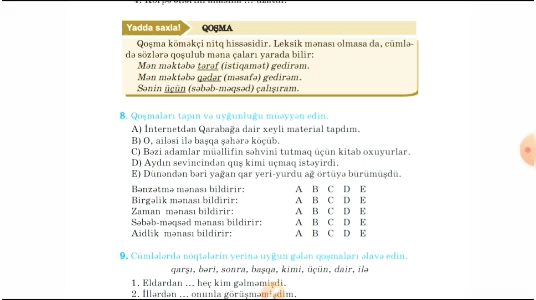 Yadda saxla! QOŞMA
Qoşma köməkçi nitq hissəsidir. Leksik mənası olmasa da, cümlə-
də sözlərə qoşulub məna çaları yarada bilir:
Mən məktəbə tərəf (istiqamət) gedirəm.
Mən məktəbə qədər (məsafə) gedirəm.
Sənin üçün (səbəb-məqsəd) çalışıram.
8. Qoşmaları tapın və uyğunluğu müəyyən edin.
A) İnternetdən Qarabağa dair xeyli material tapdım.
B) O, ailəsi ilə başqa şəhərə köçüb.
C) Bəzi adamlar müəllifin səhvini tutmaq üçün kitab oxuyurlar.
D) Aydın sevincindən quş kimi uçmaq istəyirdi.
E) Dünəndən bəri yağan qar yeri-yurdu ağ örtüyə bürümüşdü.
Bənzətmə mənası bildirir: A B C D E
Birgəlik mənası bildirir: A B C D E
Zaman mənası bildirir: A B C D E
Səbəb-məqsəd mənası bildirir: A B C D E
Aidlik mənası bildirir: A B C D E
9. Cümlələrdə nöqtələrin yerinə uyğun gələn qoşmaları əlavə edin.
qarşı, bəri, sonra, başqa, kimi, üçün, dair, ilə
1. Eldardan ... heç kim gəlməmişdi.
2. İllərdən ... onunla görüşməmişdim.